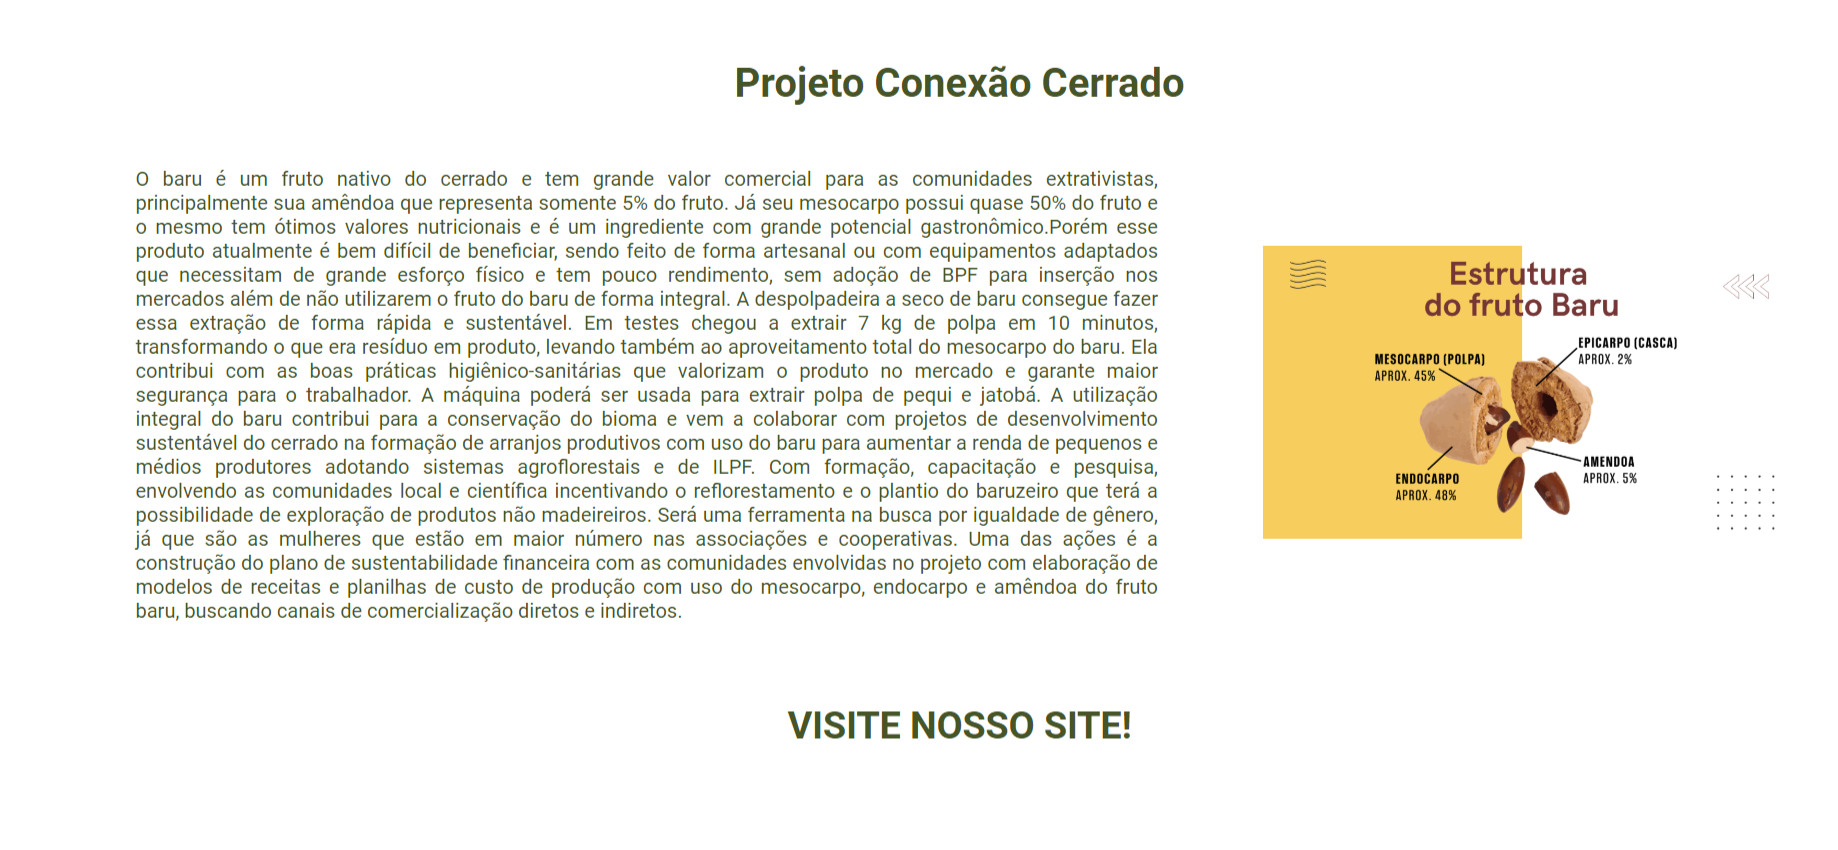 Projeto Conexão Cerrado
O baru é um fruto nativo do cerrado e tem grande valor comercial para as comunidades extrativistas,
principalmente sua amêndoa que representa somente 5% do fruto. Já seu mesocarpo possui quase 50% do fruto e
o mesmo tem ótimos valores nutricionais e é um ingrediente com grande potencial gastronômico.Porém esse
produto atualmente é bem difícil de beneficiar, sendo feito de forma artesanal ou com equipamentos adaptados
que necessitam de grande esforço físico e tem pouco rendimento, sem adoção de BPF para inserção nos
mercados além de não utilizarem o fruto do baru de forma integral. A despolpadeira a seco de baru consegue fazer
essa extração de forma rápida e sustentável. Em testes chegou a extrair 7 kg de polpa em 10 minutos,
transformando o que era resíduo em produto, levando também ao aproveitamento total do mesocarpo do baru. Ela
contribui com as boas práticas higiênico-sanitárias que valorizam o produto no mercado e garante maior
segurança para o trabalhador. A máquina poderá ser usada para extrair polpa de pequi e jatobá. A utilização
integral do baru contribui para a conservação do bioma e vem a colaborar com projetos de desenvolvimento
sustentável do cerrado na formação de arranjos produtivos com uso do baru para aumentar a renda de pequenos e
médios produtores adotando sistemas agroflorestais e de ILPF. Com formação, capacitação e pesquisa,
envolvendo as comunidades local e científica incentivando o reflorestamento e o plantio do baruzeiro que terá a
possibilidade de exploração de produtos não madeireiros. Será uma ferramenta na busca por igualdade de gênero,
já que são as mulheres que estão em maior número nas associações e cooperativas. Uma das ações é a
construção do plano de sustentabilidade financeira com as comunidades envolvidas no projeto com elaboração de
modelos de receitas e planilhas de custo de produção com uso do mesocarpo, endocarpo e amêndoa do fruto
baru, buscando canais de comercialização diretos e indiretos.
Estrutura
do fruto Baru
EPICARPO (CASCA)
APROX. 2%
MESOCARPO (POLPA)
APROX. 45%
AMENDOA
APROX. 5%
ENDOCARPO
APROX. 48%
VISITE NOSSO SITE!